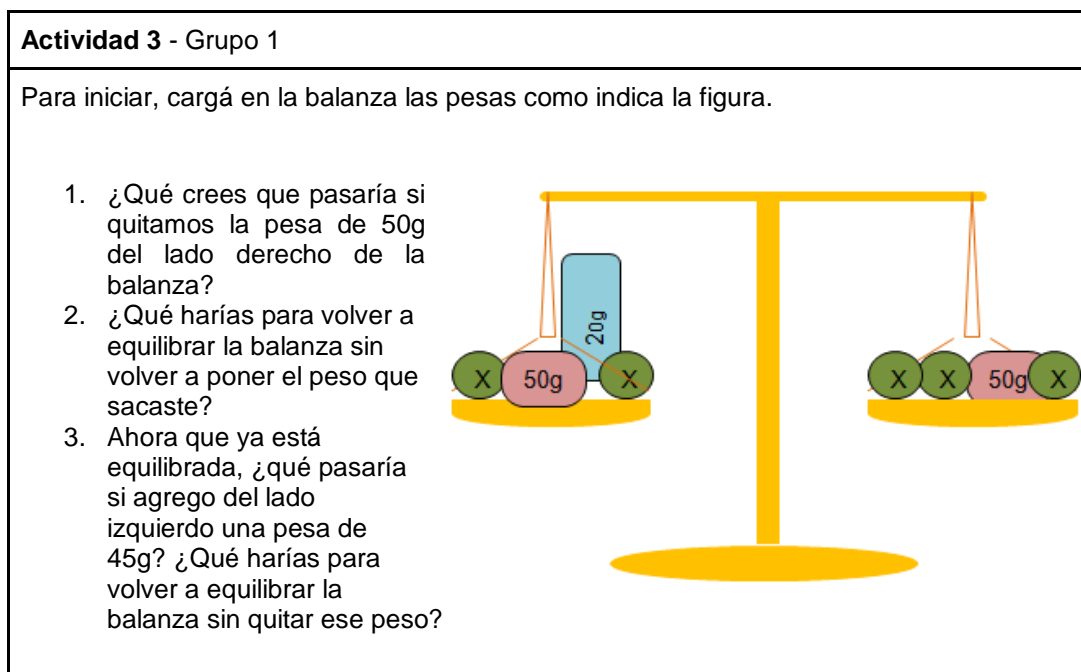 Actividad 3 - Grupo 1
Para iniciar, cargá en la balanza las pesas como indica la figura.
1. ¿Qué crees que pasaría si
quitamos la pesa de 50g
del lado derecho de la
balanza?
2. ¿Qué harías para volver a
equilibrar la balanza sin
volver a poner el peso que
sacaste?
3. Ahora que ya está
equilibrada, ¿qué pasaría
si agrego del lado
izquierdo una pesa de
45g? ¿Qué harías para
volver a equilibrar la
balanza sin quitar ese peso?
20g
X 50g X
X X 50g X